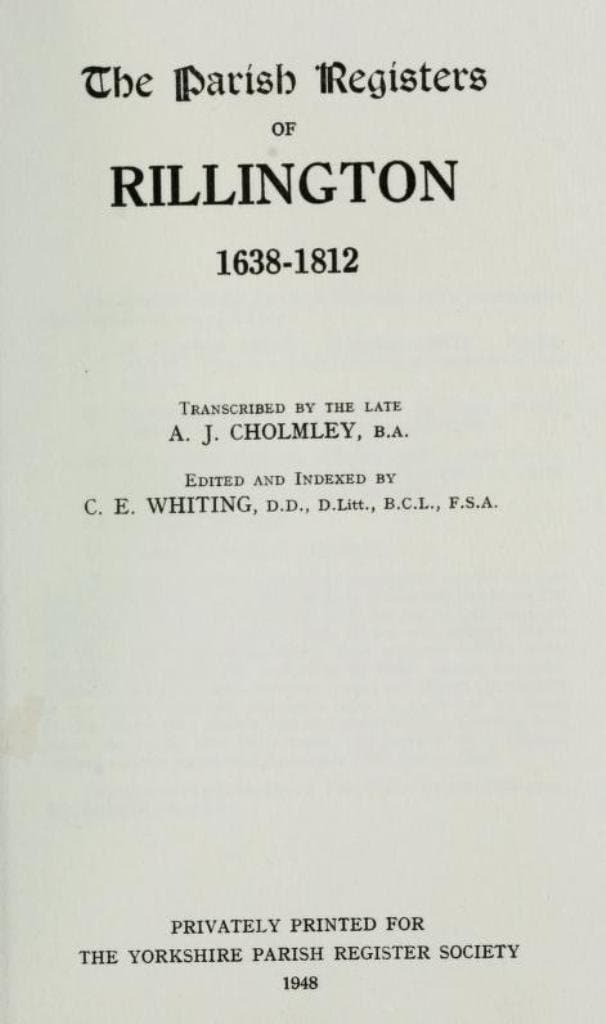 The Parish Registers
OF
RILLINGTON
1638-1812
TRANSCRIBED BY THE LATE
A. J. CHOLMLEY, B.A.
EDITED AND INDEXED BY
C. E. WHITING, D.D., D.Litt., B.C.L., F.S.A.
PRIVATELY PRINTED FOR
THE YORKSHIRE PARISH REGISTER SOCIETY
1948